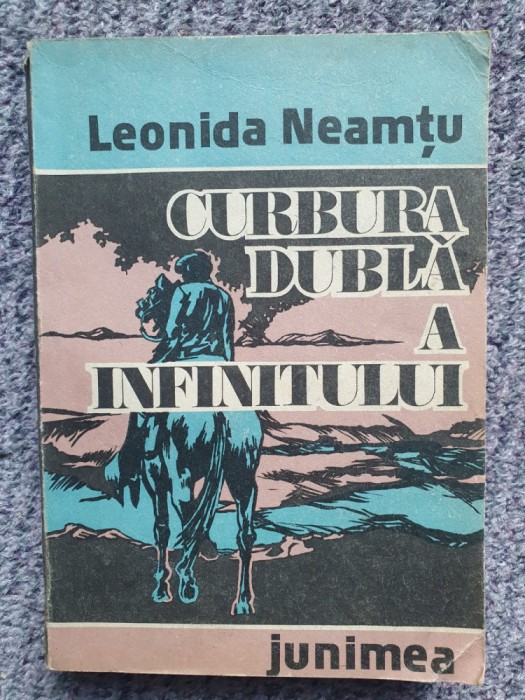 Leonida Neamțu
CURBURA
DUBLĂ
A
INFINITULUI
junimea